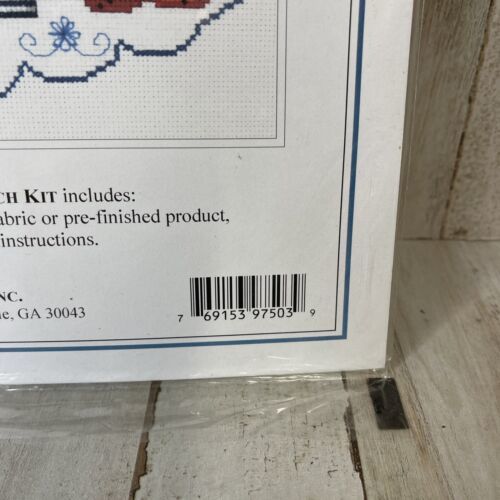 CH KIT includes:
abric or pre-finished product,
instructions.
NC.
e, GA 30043
7 69153 97503 9